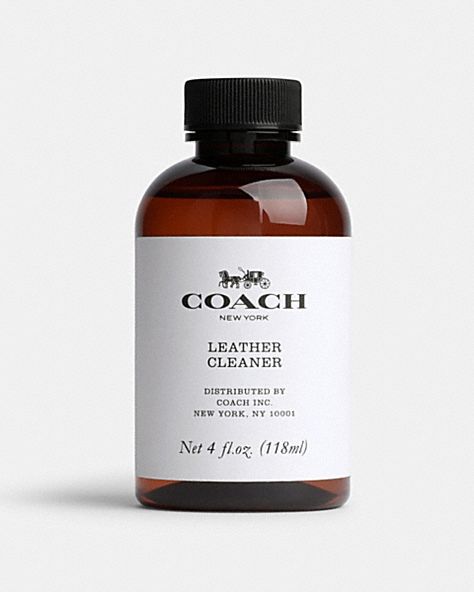 COACH
NEW YORK
LEATHER
CLEANER
DISTRIBUTED BY
COACH INC.
NEW YORK, NY 10001
Net 4 fl.oz. (118ml)